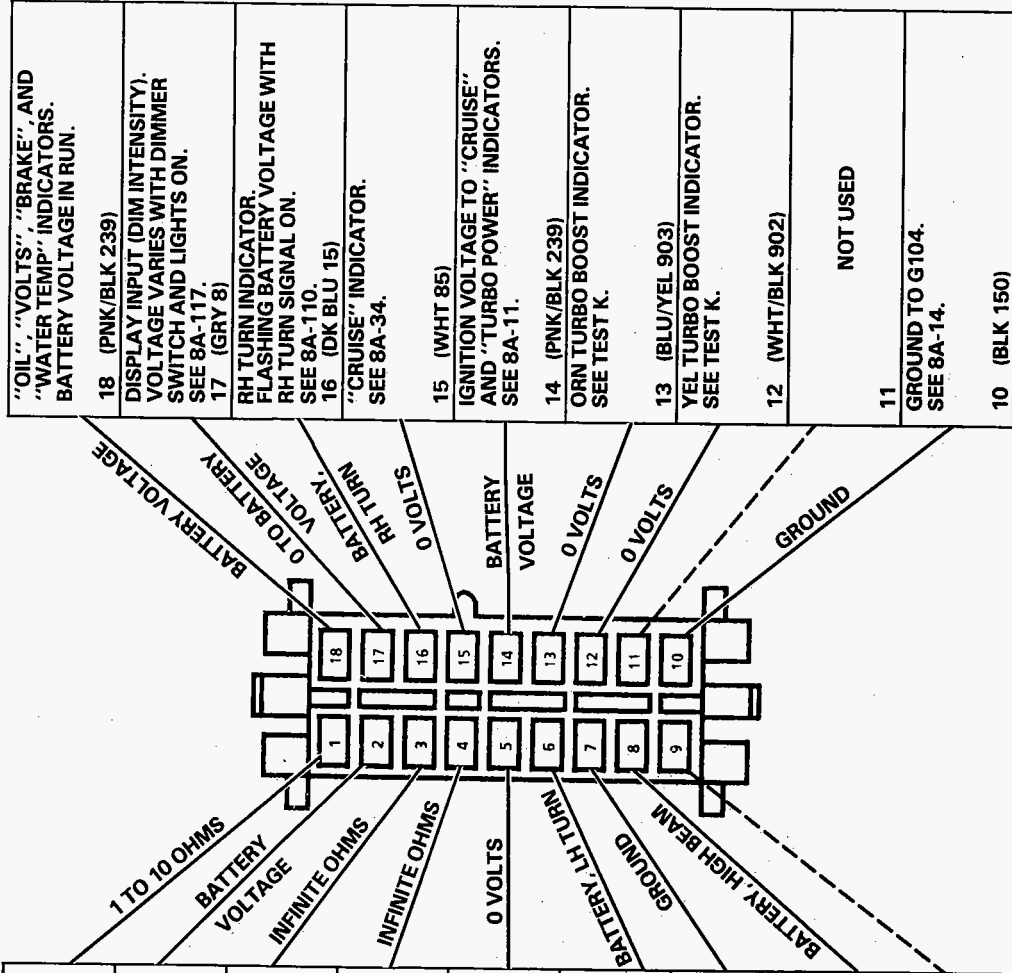 "OIL", "VOLTS", "BRAKE", AND
"WATER TEMP" INDICATORS.
BATTERY VOLTAGE IN RUN.
18 (PNK/BLK 239)
DISPLAY INPUT (DIM INTENSITY).
VOLTAGE VARIES WITH DIMMER
SWITCH AND LIGHTS ON.
SEE 8A-117.
17 (GRY 8)
RH TURN INDICATOR.
FLASHING BATTERY VOLTAGE WITH
RH TURN SIGNAL ON.
SEE 8A-110.
16 (DK BLU 15)
"CRUISE" INDICATOR.
SEE 8A-34.
15 (WHT 85)
IGNITION VOLTAGE TO "CRUISE"
AND "TURBO POWER" INDICATORS.
SEE 8A-11.
14 (PNK/BLK 239)
ORN TURBO BOOST INDICATOR.
SEE TEST K.
13 (BLU/YEL 903)
YEL TURBO BOOST INDICATOR.
SEE TEST K.
12 (WHT/BLK 902)
NOT USED
11
GROUND TO G104.
SEE 8A-14.
10 (BLK 150)
BATTERY VOLTAGE
0 TO BATTERY
VOLTAGE
BATTERY,
RH TURN
0 VOLTS
BATTERY
VOLTAGE
0 VOLTS
0 VOLTS
GROUND
18
17
16
15
14
13
12
11
10
1
2
3
4
5
6
7
8
9
1 TO 10 OHMS
BATTERY
VOLTAGE
INFINITE OHMS
INFINITE OHMS
0 VOLTS
BATTERY, LH TURN
GROUND
BATTERY, HIGH BEAM